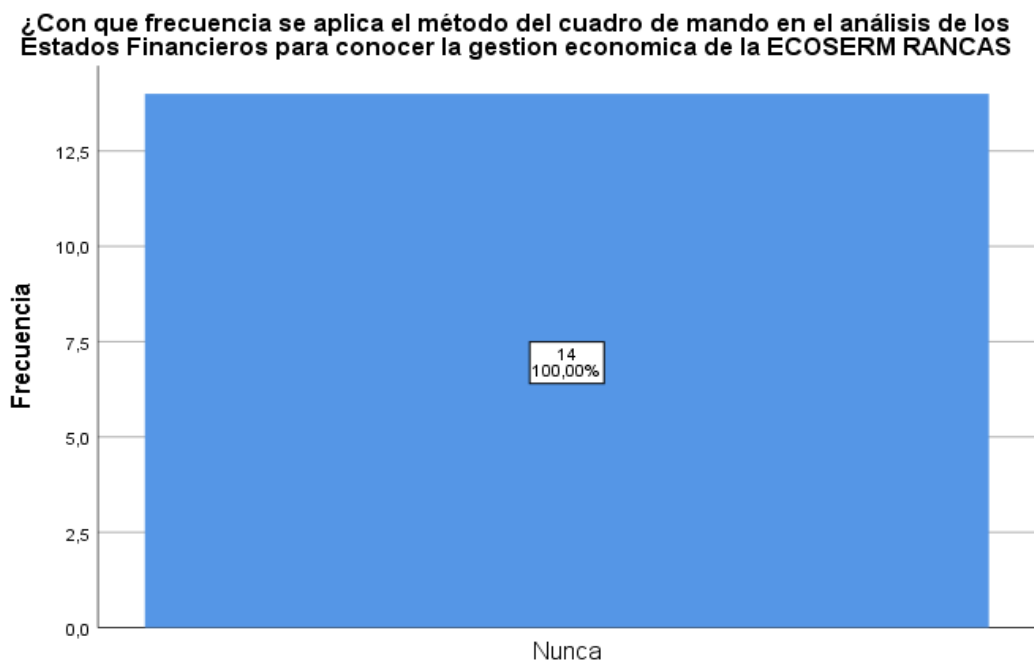 ¿Con que frecuencia se aplica el método del cuadro de mando en el análisis de los
Estados Financieros para conocer la gestion economica de la ECOSERM RANCAS
12,5
10,0
7,5
5,0
2,5
0,0
Frecuencia
14
100,00%
Nunca